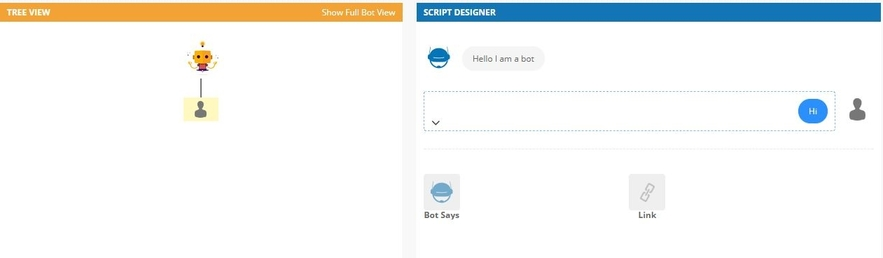 TREE VIEW
Show Full Bot View
SCRIPT DESIGNER
Hello I am a bot
Hi
Bot Says
Link